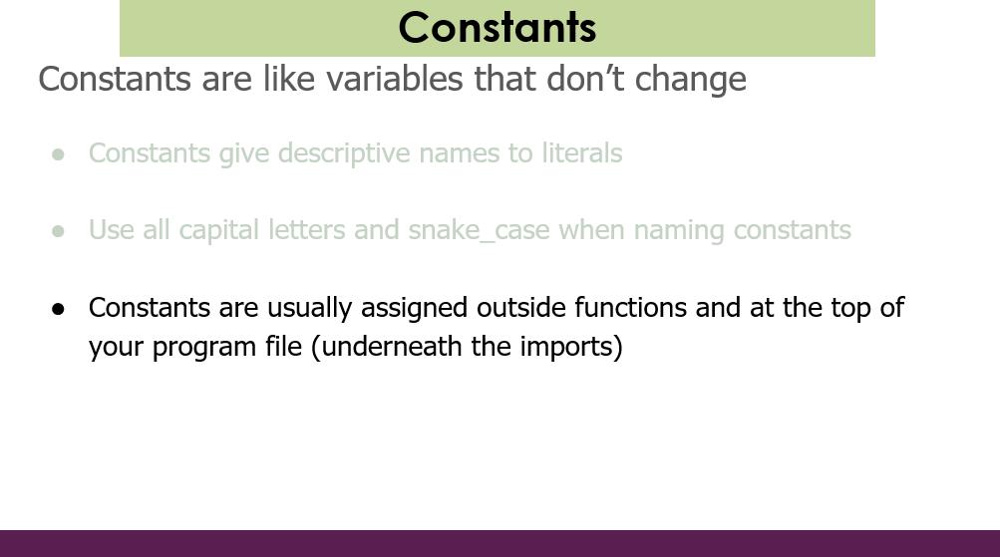 Constants
Constants are like variables that don’t change
● Constants give descriptive names to literals
● Use all capital letters and snake_case when naming constants
● Constants are usually assigned outside functions and at the top of
your program file (underneath the imports)